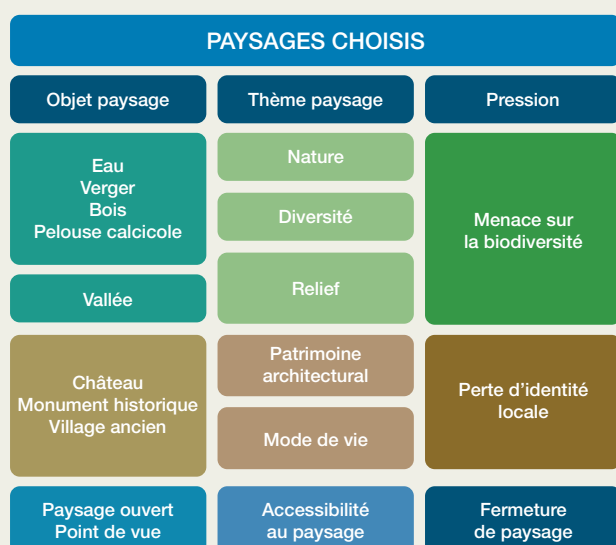 PAYSAGES CHOISIS
Objet paysage
Thème paysage
Pression
Eau
Verger
Bois
Pelouse calcicole
Vallée
Nature
Diversité
Relief
Menace sur
la biodiversité
Château
Monument historique
Village ancien
Patrimoine
architectural
Mode de vie
Perte d’identité
locale
Paysage ouvert
Point de vue
Accessibilité
au paysage
Fermeture
de paysage